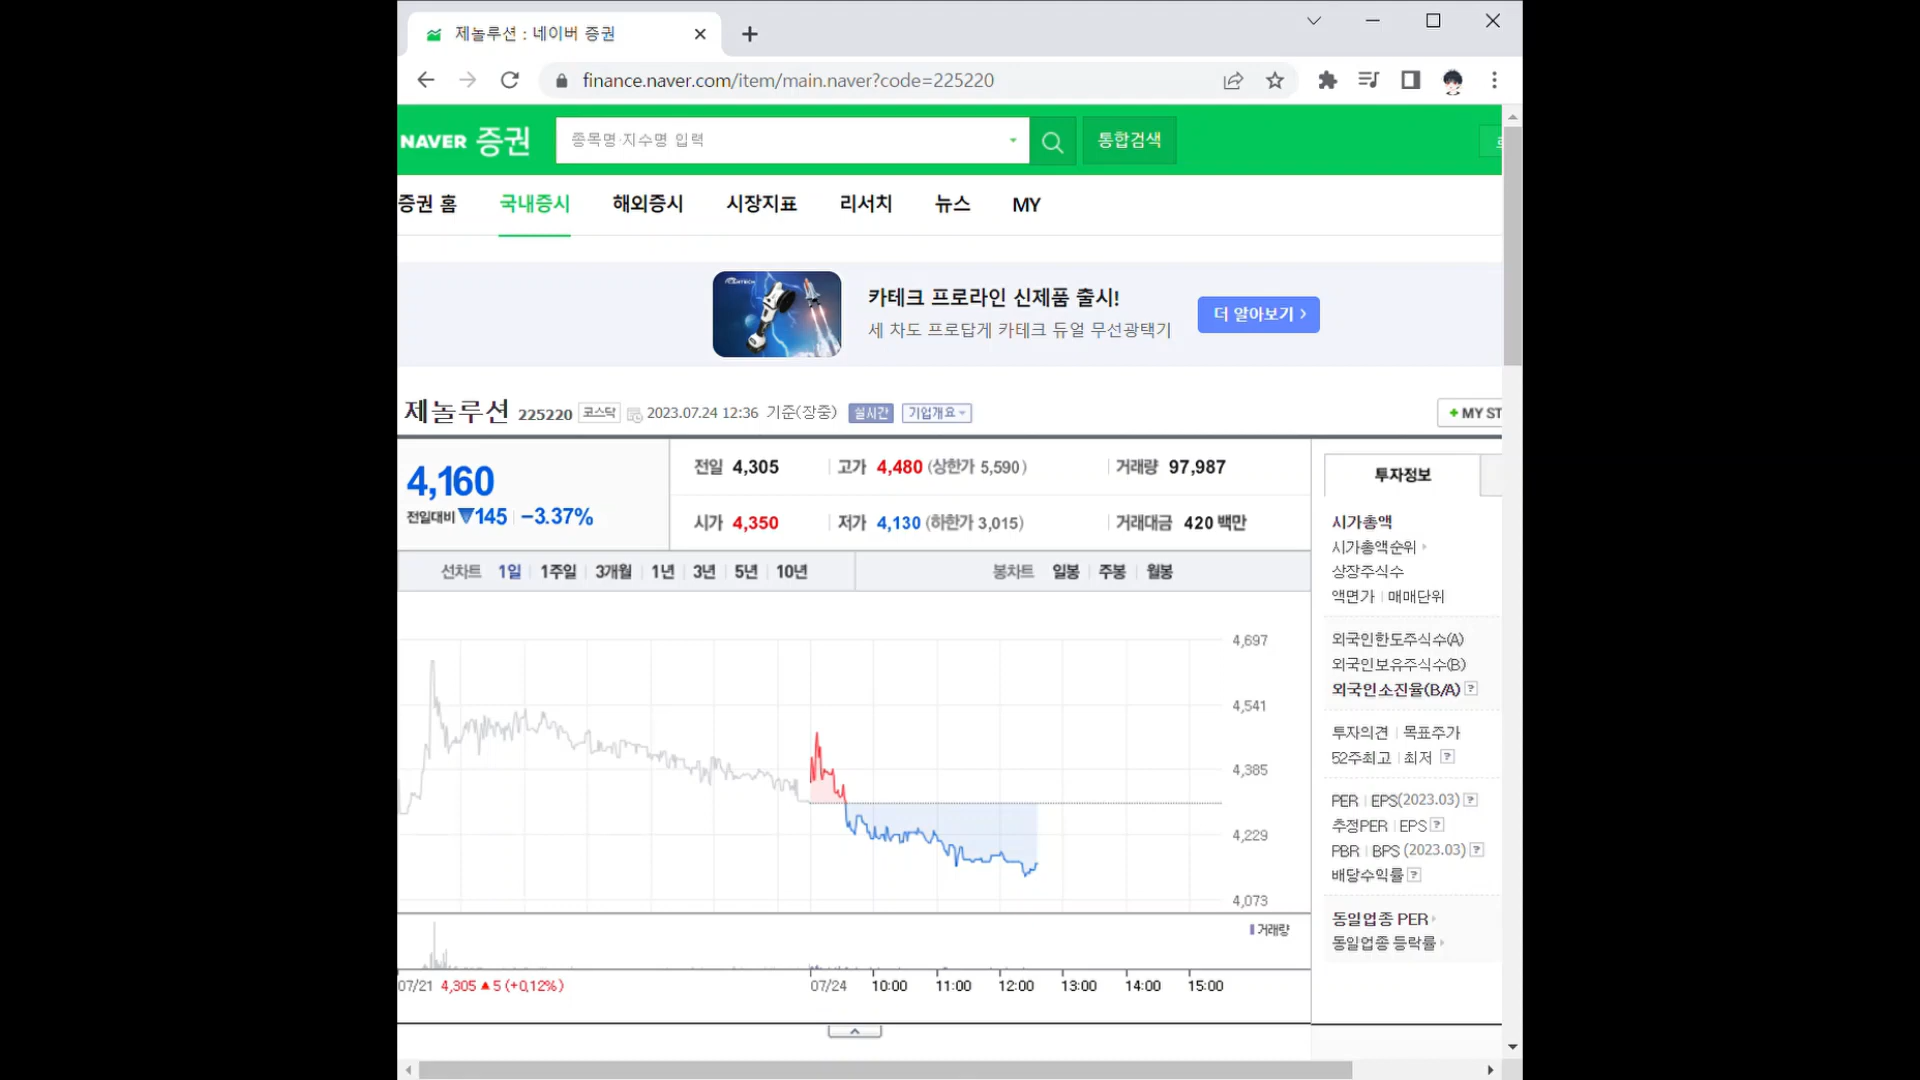 제놀루션 : 네이버 증권
finance.naver.com/item/main.naver?code=225220
NAVER 증권
종목명·지수명 입력
통합검색
증권 홈 국내증시 해외증시 시장지표 리서치 뉴스 MY
카테크 프로라인 신제품 출시!
세 차도 프로답게 카테크 듀얼 무선광택기
더 알아보기
제놀루션 225220 코스닥 2023.07.24 12:36 기준(장중) 실시간 기업개요
+ MY ST
4,160
전일대비 ▼145 −3.37%
전일 4,305 고가 4,480 (상한가 5,590) 거래량 97,987
시가 4,350 저가 4,130 (하한가 3,015) 거래대금 420 백만
선차트 1일 1주일 3개월 1년 3년 5년 10년
봉차트 일봉 주봉 월봉
4,697
4,541
4,385
4,229
4,073
거래량
07/21 4,305 ▲5 (+0.12%)
07/24 10:00 11:00 12:00 13:00 14:00 15:00
투자정보
시가총액
시가총액순위
상장주식수
액면가 | 매매단위
외국인한도주식수(A)
외국인보유주식수(B)
외국인소진율(B/A) ?
투자의견 | 목표주가
52주최고 | 최저 ?
PER | EPS(2023.03) ?
추정PER | EPS ?
PBR | BPS (2023.03) ?
배당수익률 ?
동일업종 PER
동일업종 등락률